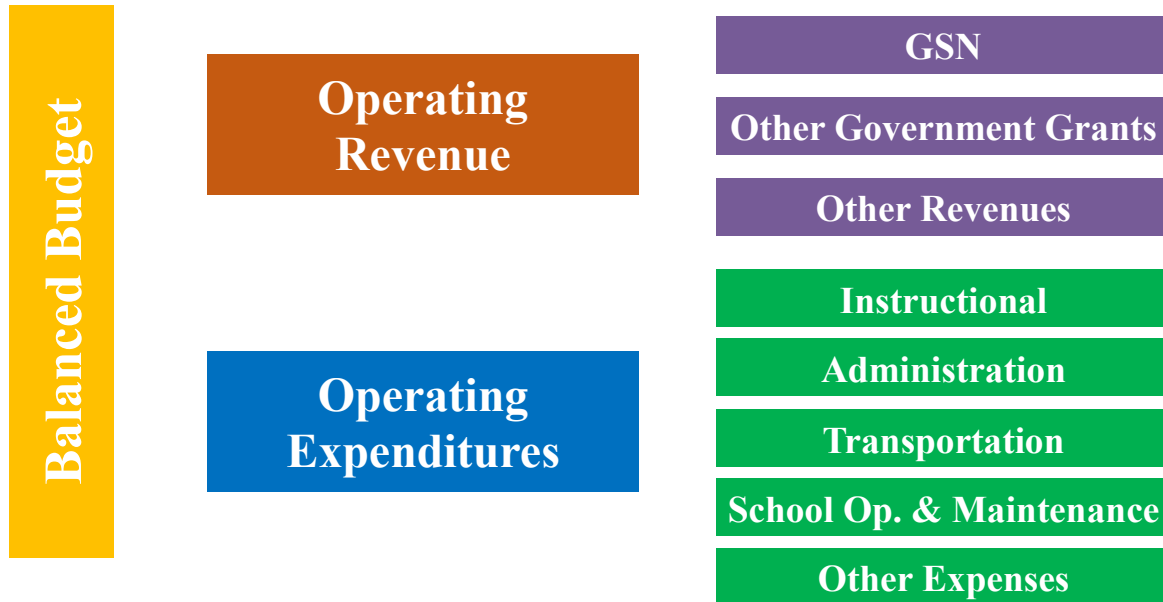 Balanced Budget
Operating
Revenue
GSN
Other Government Grants
Other Revenues
Operating
Expenditures
Instructional
Administration
Transportation
School Op. & Maintenance
Other Expenses